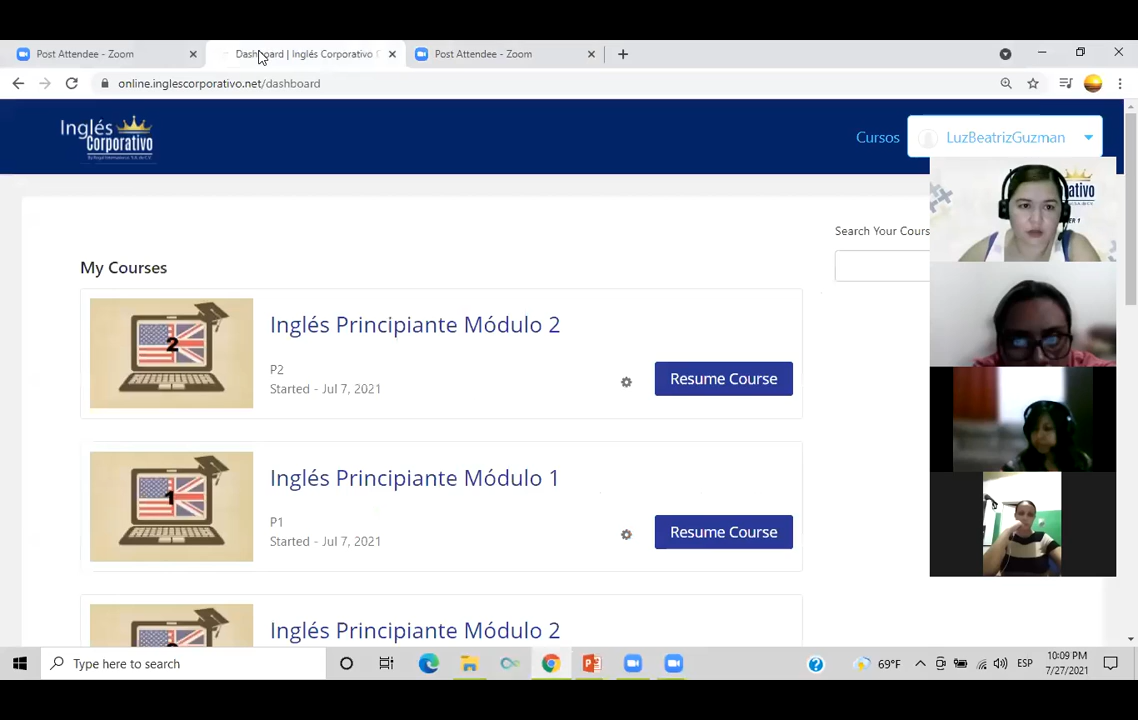 Post Attendee - Zoom
Dashboard | Inglés Corporativo
Post Attendee - Zoom
online.inglescorporativo.net/dashboard
Inglés
Corporativo
Cursos
LuzBeatrizGuzman
Search Your Cours
My Courses
2
Inglés Principiante Módulo 2
P2
Started - Jul 7, 2021
Resume Course
1
Inglés Principiante Módulo 1
P1
Started - Jul 7, 2021
Resume Course
Inglés Principiante Módulo 2
Type here to search
69°F
ESP
10:09 PM
7/27/2021